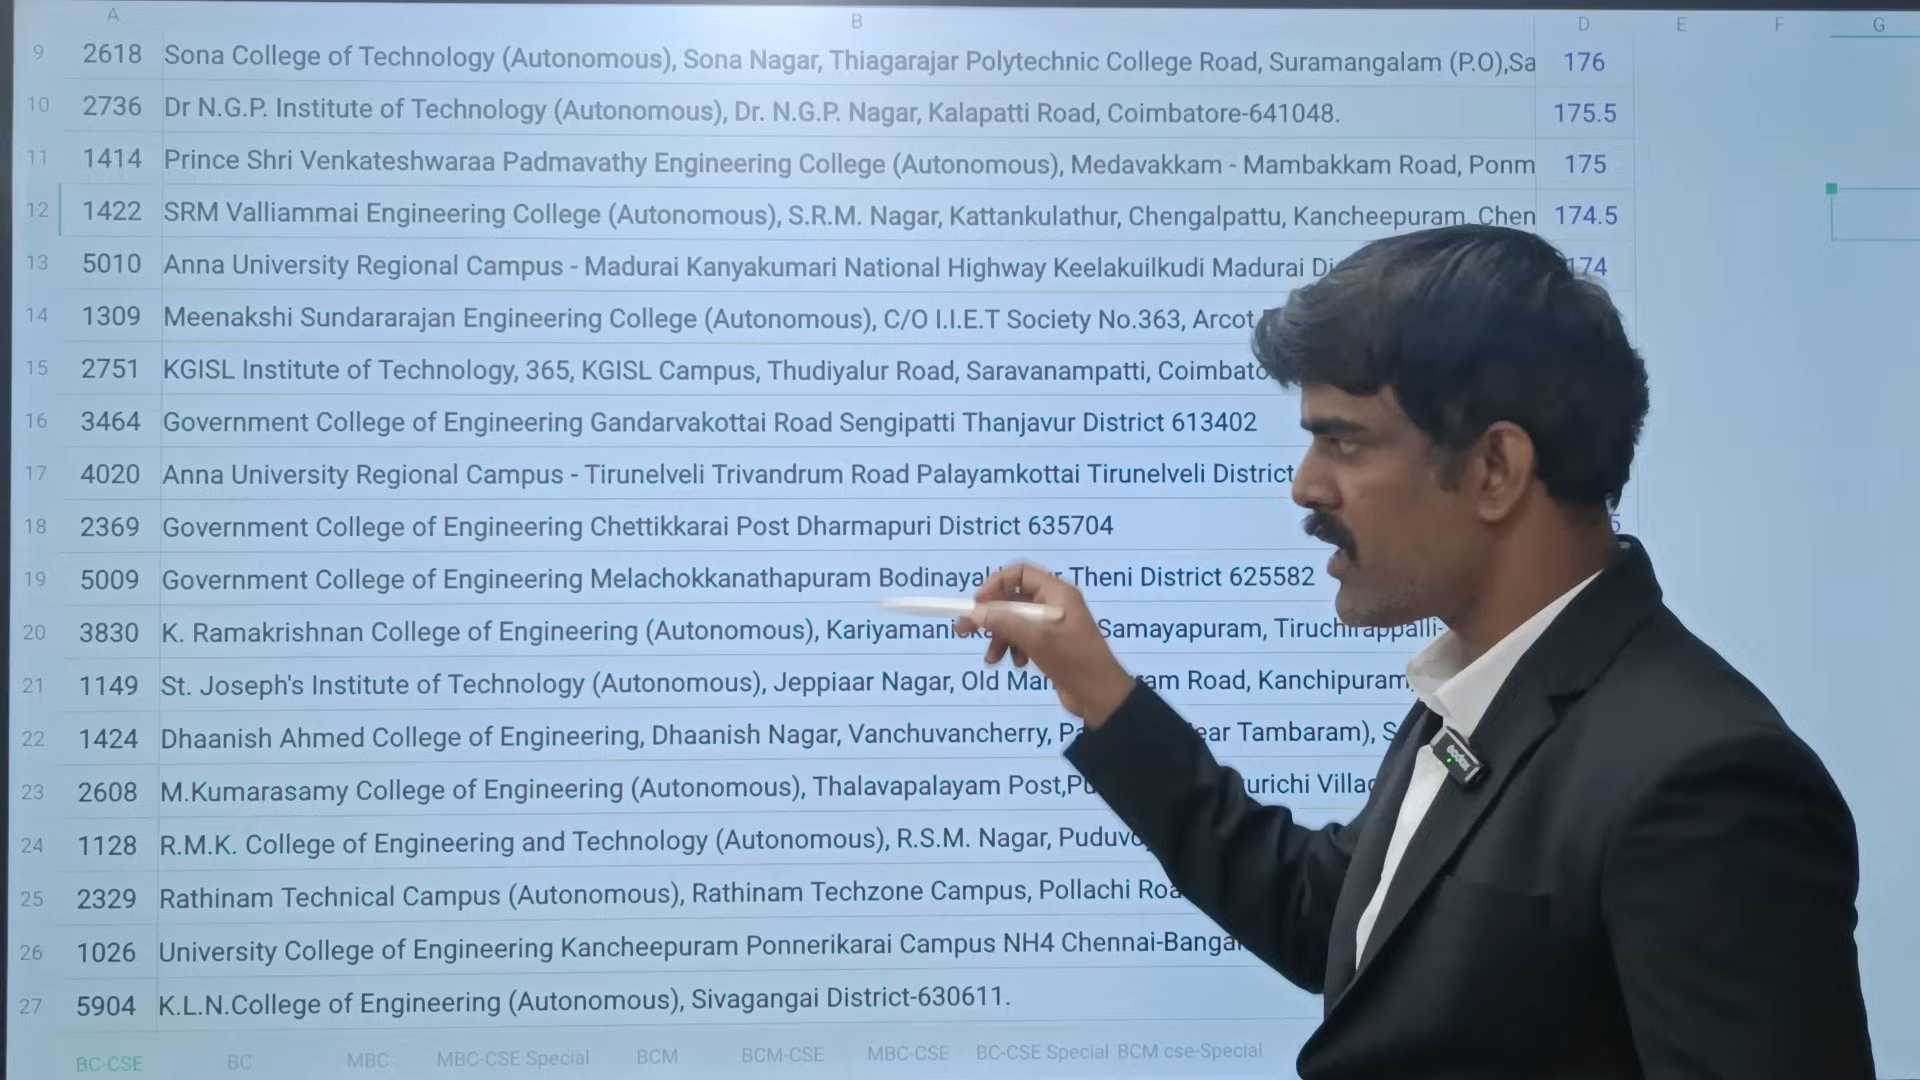 A B D E F G
9 2618 Sona College of Technology (Autonomous), Sona Nagar, Thiagarajar Polytechnic College Road, Suramangalam (P.O),Sa 176
10 2736 Dr N.G.P. Institute of Technology (Autonomous), Dr. N.G.P. Nagar, Kalapatti Road, Coimbatore-641048. 175.5
11 1414 Prince Shri Venkateshwaraa Padmavathy Engineering College (Autonomous), Medavakkam - Mambakkam Road, Ponm 175
12 1422 SRM Valliammai Engineering College (Autonomous), S.R.M. Nagar, Kattankulathur, Chengalpattu, Kancheepuram, Chen 174.5
13 5010 Anna University Regional Campus - Madurai Kanyakumari National Highway Keelakuilkudi Madurai Di 174
14 1309 Meenakshi Sundararajan Engineering College (Autonomous), C/O I.I.E.T Society No.363, Arcot
15 2751 KGISL Institute of Technology, 365, KGISL Campus, Thudiyalur Road, Saravanampatti, Coimbato
16 3464 Government College of Engineering Gandarvakottai Road Sengipatti Thanjavur District 613402
17 4020 Anna University Regional Campus - Tirunelveli Trivandrum Road Palayamkottai Tirunelveli District
18 2369 Government College of Engineering Chettikkarai Post Dharmapuri District 635704 5
19 5009 Government College of Engineering Melachokkanathapuram Theni District 625582
20 3830 K. Ramakrishnan College of Engineering (Autonomous), Samayapuram, Tiruchirappalli-
21 1149 St. Joseph's Institute of Technology (Autonomous), Jeppiaar Nagar, Old Road, Kanchipuram,
22 1424 Dhaanish Ahmed College of Engineering, Dhaanish Nagar, Vanchuvancherry, Tambaram), S
23 2608 M.Kumarasamy College of Engineering (Autonomous), Thalavapalayam Post, urichi Villag
24 1128 R.M.K. College of Engineering and Technology (Autonomous), R.S.M. Nagar, Puduvo
25 2329 Rathinam Technical Campus (Autonomous), Rathinam Techzone Campus, Pollachi Roa
26 1026 University College of Engineering Kancheepuram Ponnerikarai Campus NH4 Chennai-Bangal
27 5904 K.L.N.College of Engineering (Autonomous), Sivagangai District-630611.
BC-CSE BC MBC MBC-CSE Special BCM BCM-CSE MBC-CSE BC-CSE Special BCM cse-Special